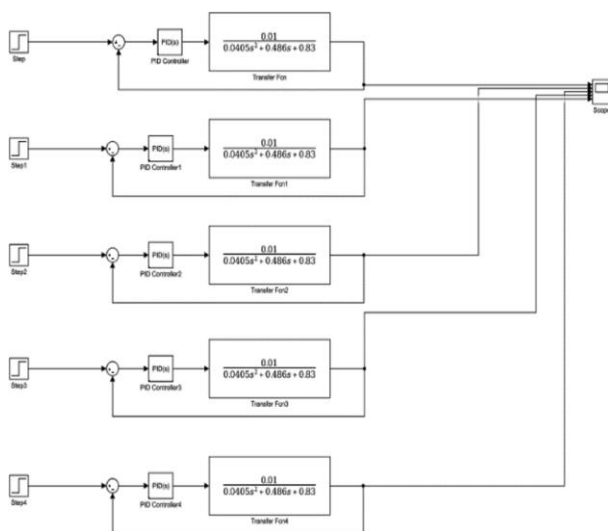 0.01
0.0405s² + 0.486s + 0.83
Step
PID(s)
PID Controller
Transfer Fcn
Scope
0.01
0.0405s² + 0.486s + 0.83
Step1
PID(s)
PID Controller1
Transfer Fcn1
0.01
0.0405s² + 0.486s + 0.83
Step2
PID(s)
PID Controller2
Transfer Fcn2
0.01
0.0405s² + 0.486s + 0.83
Step3
PID(s)
PID Controller5
Transfer Fcn3
0.01
0.0405s² + 0.486s + 0.83
Step4
PID(s)
PID Controller4
Transfer Fcn4